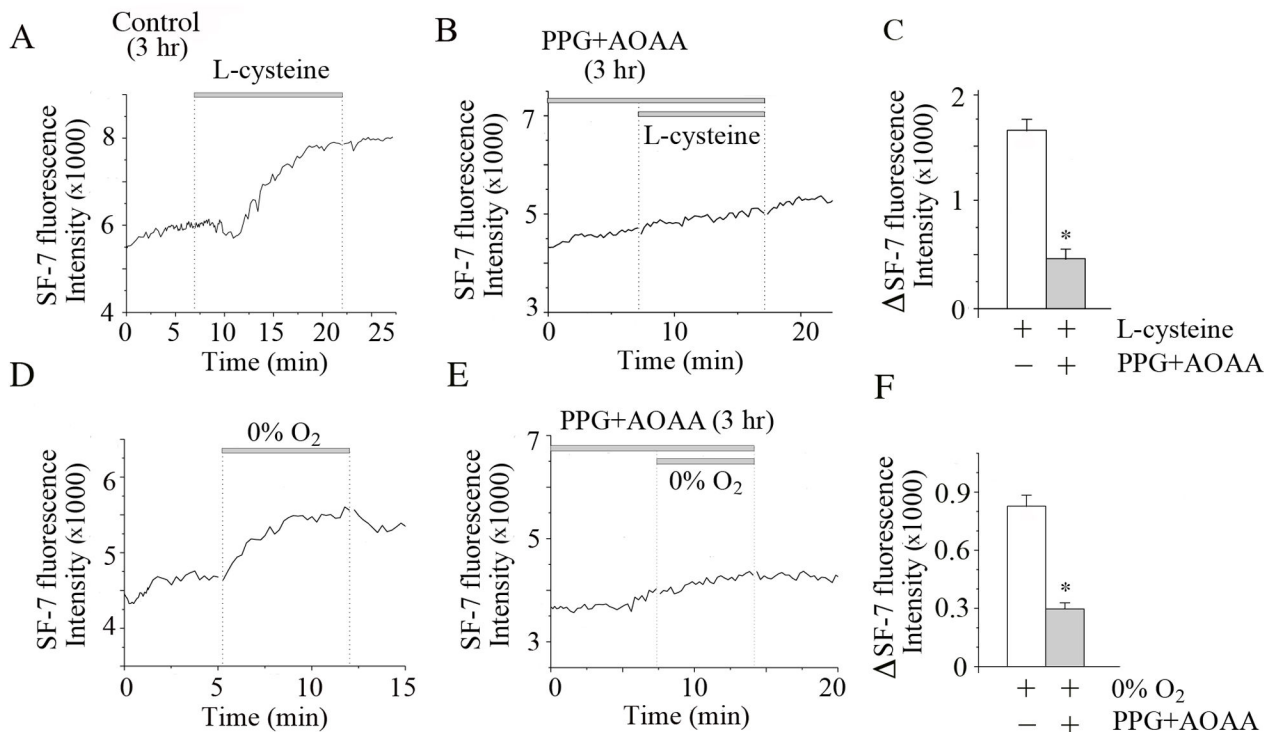 A
Control
(3 hr)
L-cysteine
SF-7 fluorescence
Intensity (x1000)
8
6
4
0 5 10 15 20 25
Time (min)
B
PPG+AOAA
(3 hr)
L-cysteine
SF-7 fluorescence
Intensity (x1000)
7
5
3
0 10 20
Time (min)
C
ΔSF-7 fluorescence
Intensity (x1000)
2
1
0
*
+ + L-cysteine
− + PPG+AOAA
D
0% O₂
SF-7 fluorescence
Intensity (x1000)
6
5
4
0 5 10 15
Time (min)
E
PPG+AOAA (3 hr)
0% O₂
SF-7 fluorescence
Intensity (x1000)
7
5
3
0 10 20
Time (min)
F
ΔSF-7 fluorescence
Intensity (x1000)
0.9
0.6
0.3
0
*
+ + 0% O₂
− + PPG+AOAA